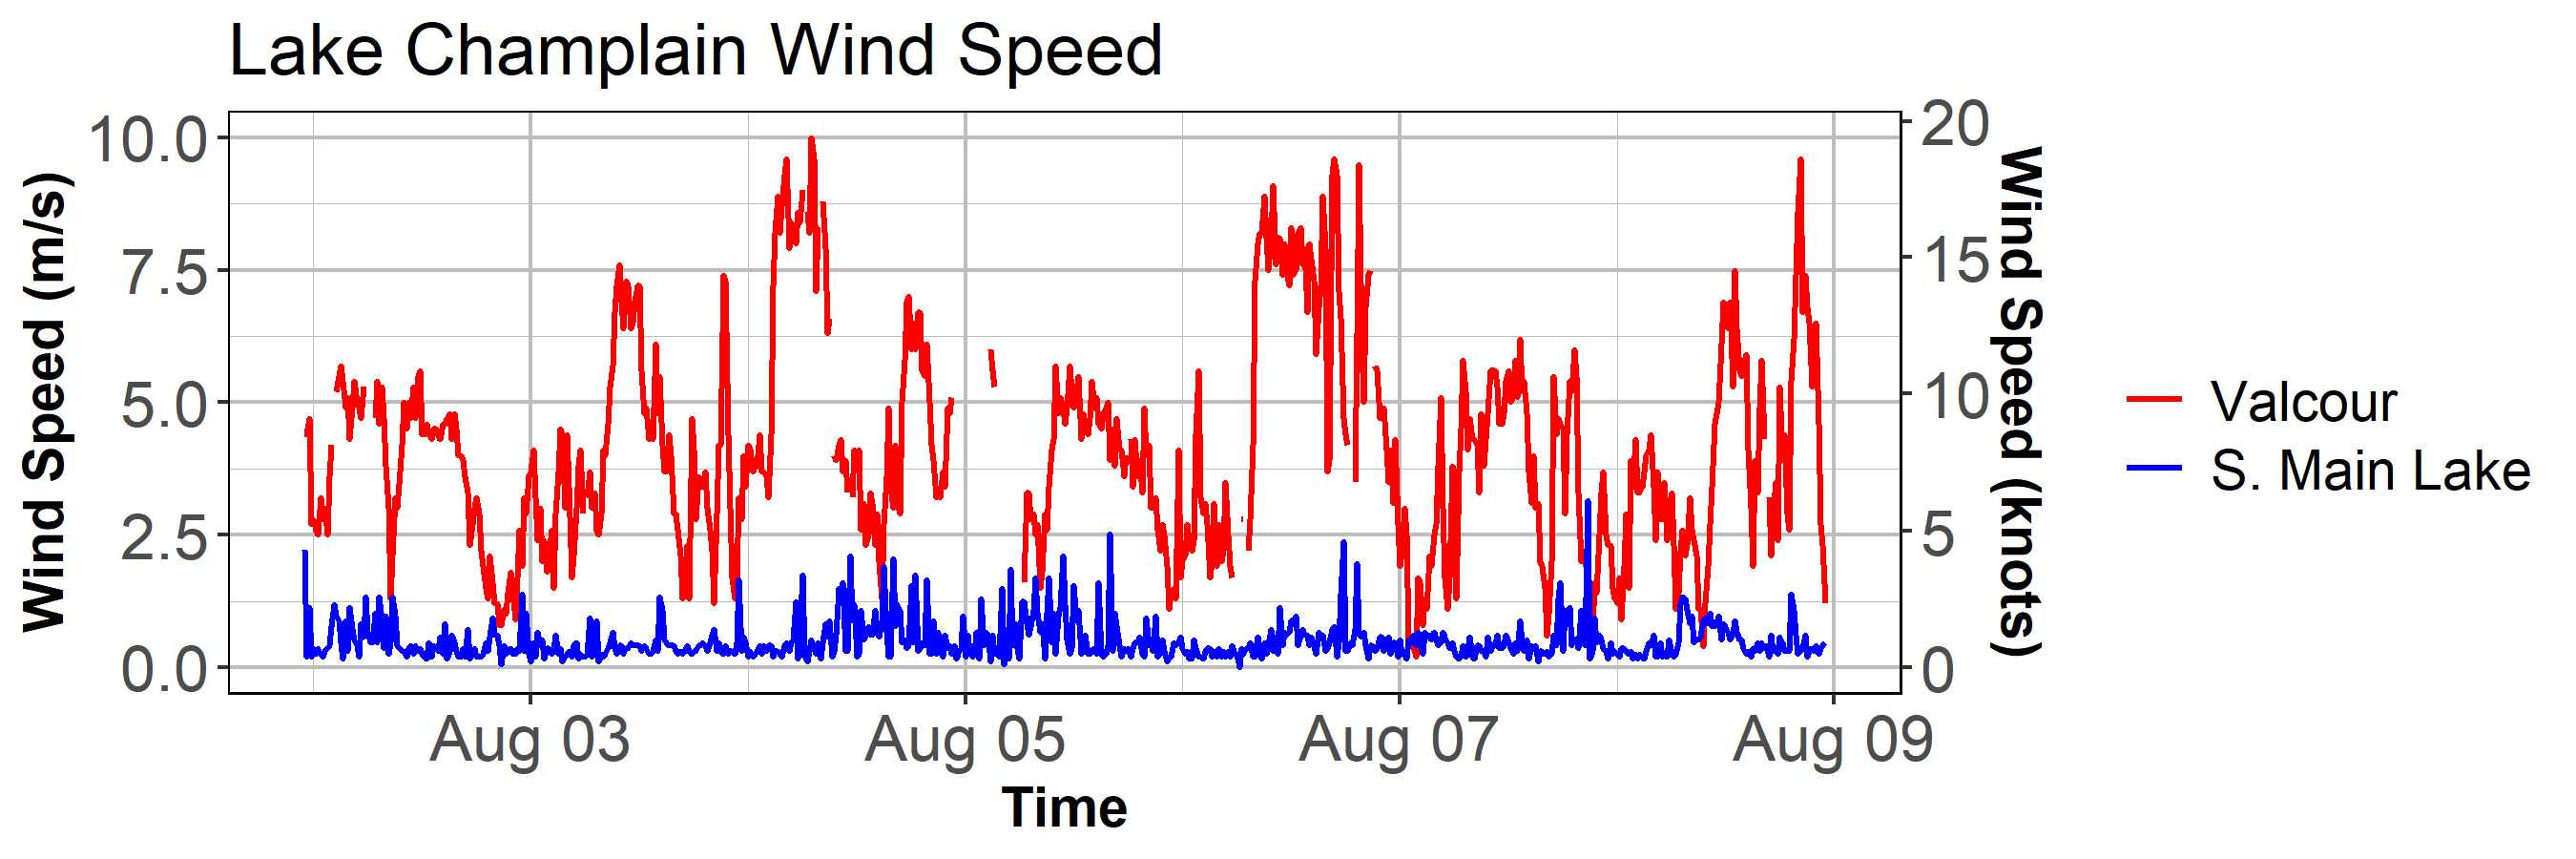 Lake Champlain Wind Speed
Wind Speed (m/s)
10.0
7.5
5.0
2.5
0.0
20
15
10
5
0
Wind Speed (knots)
Aug 03
Aug 05
Aug 07
Aug 09
Time
Valcour
S. Main Lake